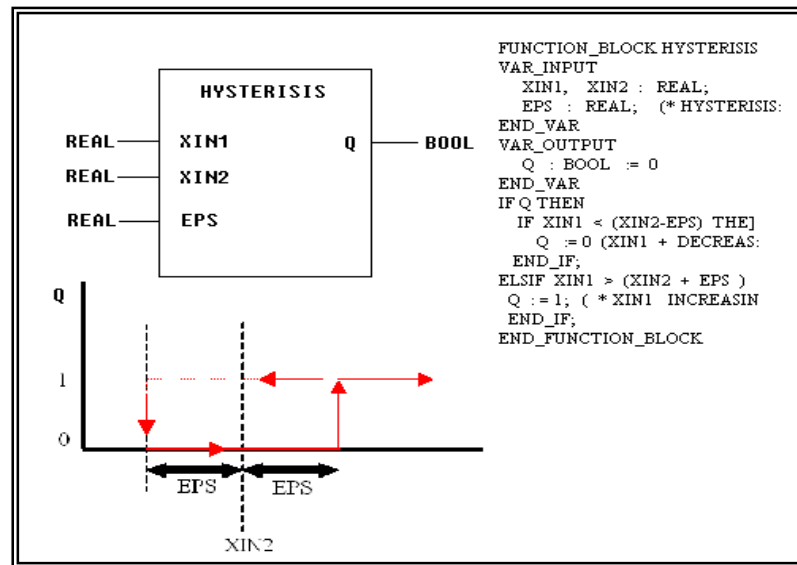 HYSTERISIS
REAL XIN1 Q BOOL
REAL XIN2
REAL EPS
Q
1
0
EPS EPS
XIN2
FUNCTION_BLOCK HYSTERISIS
VAR_INPUT
XIN1, XIN2 : REAL;
EPS : REAL; (* HYSTERISIS:
END_VAR
VAR_OUTPUT
Q : BOOL := 0
END_VAR
IF Q THEN
IF XIN1 < (XIN2-EPS) THE]
Q := 0 (XIN1 + DECREAS:
END_IF;
ELSIF XIN1 > (XIN2 + EPS )
Q := 1; ( * XIN1 INCREASIN
END_IF;
END_FUNCTION_BLOCK